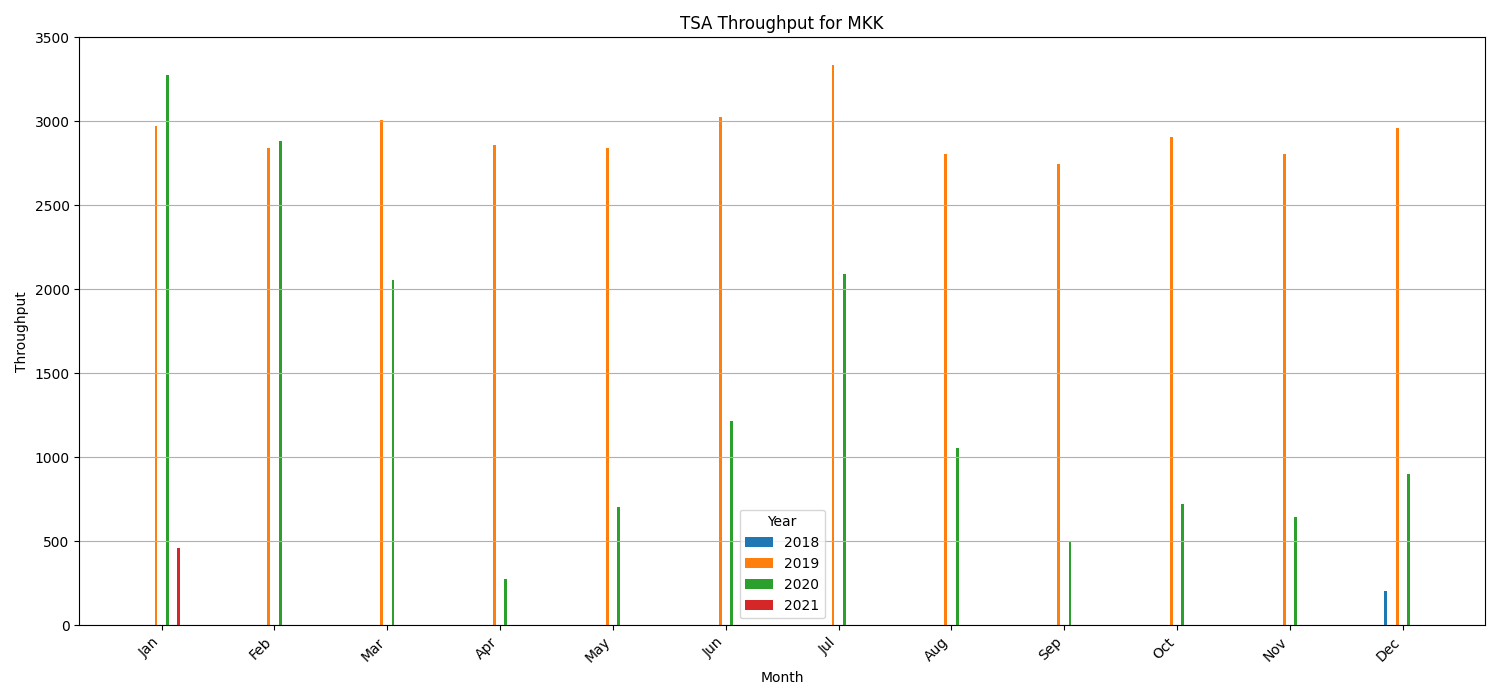 TSA Throughput for MKK
Throughput
3500
3000
2500
2000
1500
1000
500
0
Year
2018
2019
2020
2021
Jan
Feb
Mar
Apr
May
Jun
Jul
Aug
Sep
Oct
Nov
Dec
Month